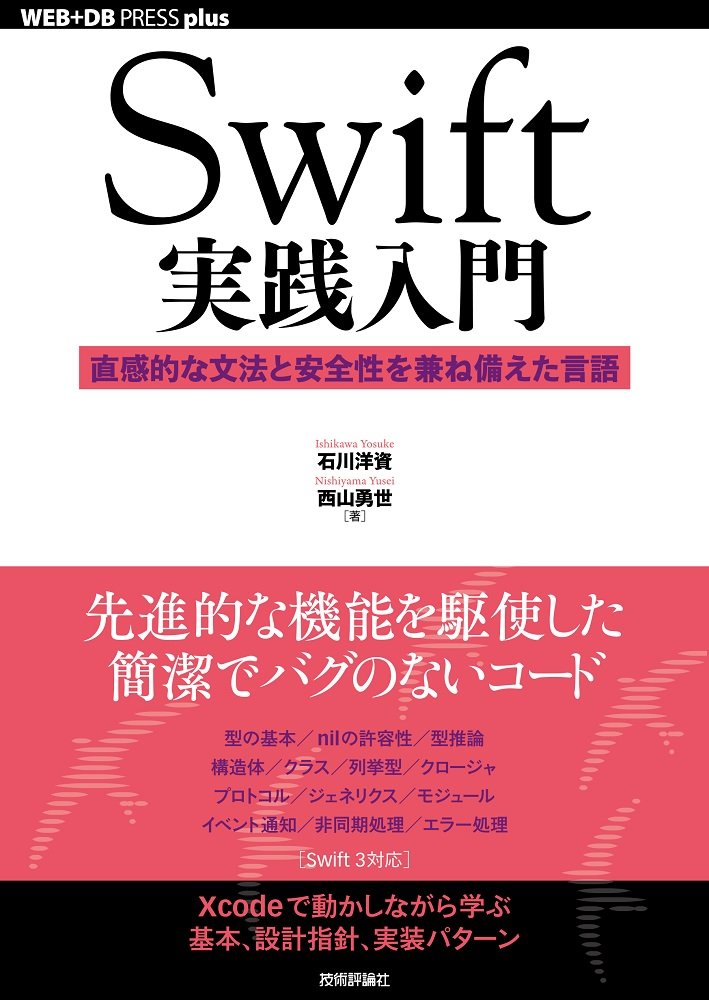 WEB+DB PRESS plus
Swift
実践入門
直感的な文法と安全性を兼ね備えた言語
Ishikawa Yosuke
石川洋資
Nishiyama Yusei
西山勇世
[著]
先進的な機能を駆使した
簡潔でバグのないコード
型の基本／nilの許容性／型推論
構造体／クラス／列挙型／クロージャ
プロトコル／ジェネリクス／モジュール
イベント通知／非同期処理／エラー処理
[Swift 3対応]
Xcodeで動かしながら学ぶ
基本、設計指針、実装パターン
技術評論社